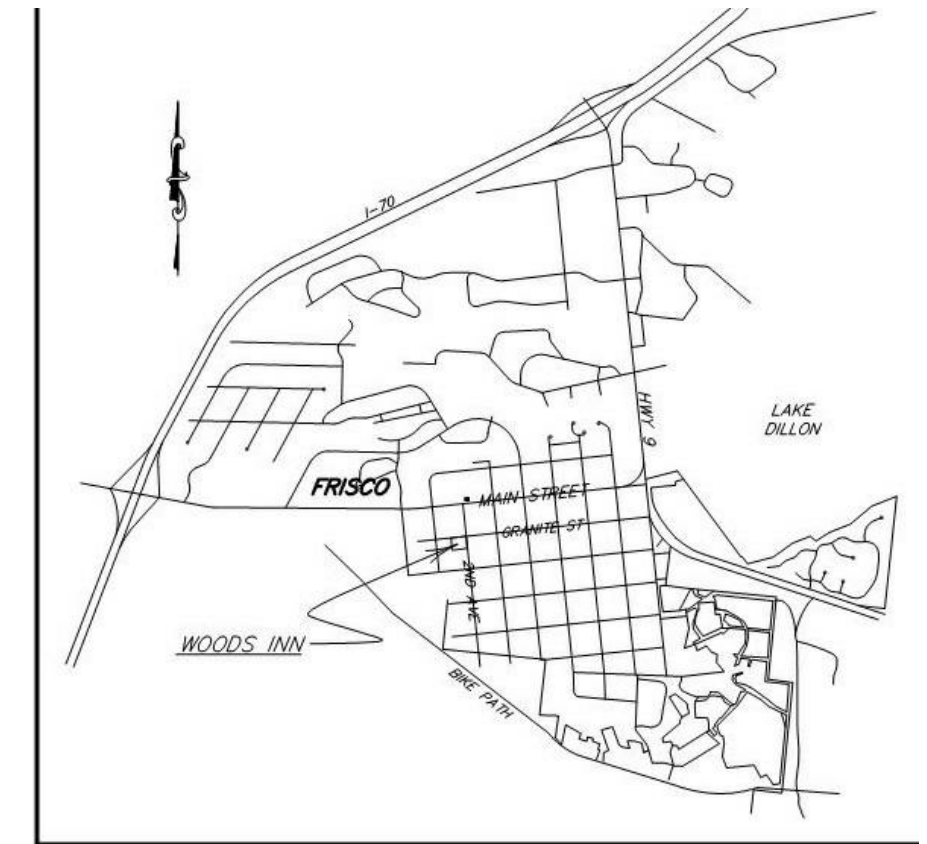 I-70
HWY 9
LAKE
DILLON
FRISCO
MAIN STREET
GRANITE ST
2ND AVE
WOODS INN
BIKE PATH